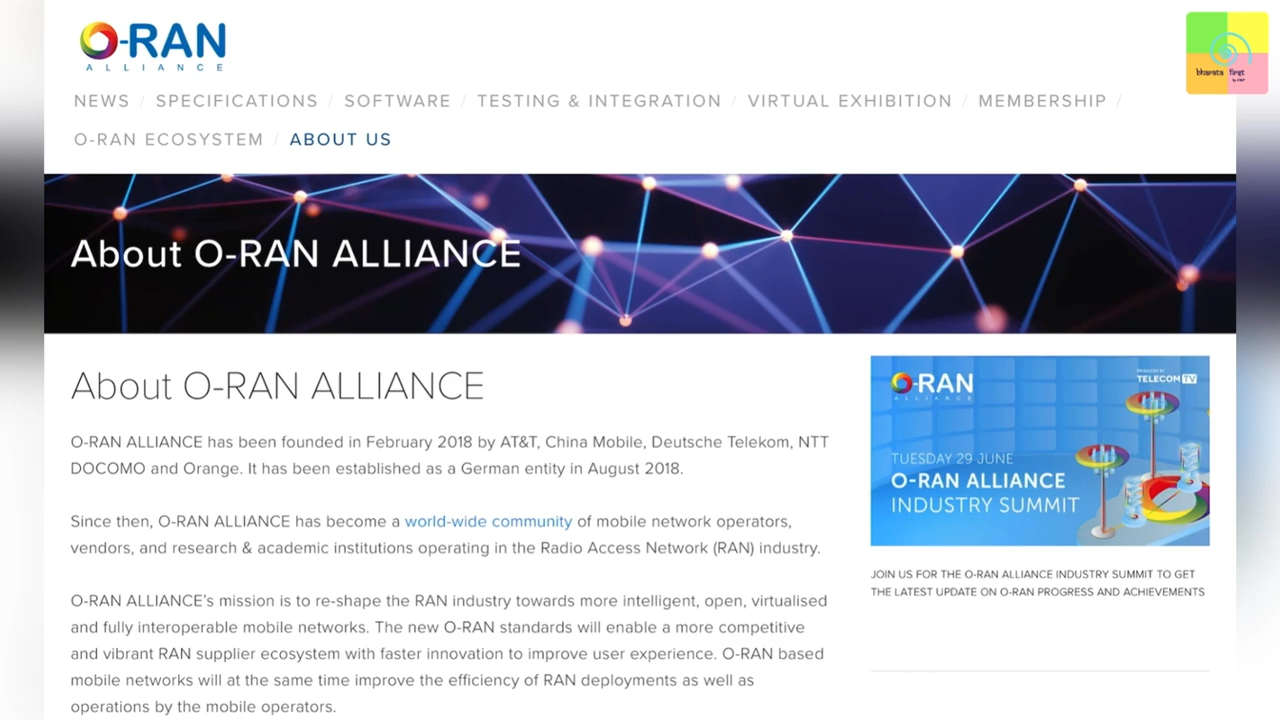 O-RAN
ALLIANCE
bharata first
NEWS / SPECIFICATIONS / SOFTWARE / TESTING & INTEGRATION / VIRTUAL EXHIBITION / MEMBERSHIP /
O-RAN ECOSYSTEM / ABOUT US
About O-RAN ALLIANCE
About O-RAN ALLIANCE
O-RAN ALLIANCE has been founded in February 2018 by AT&T, China Mobile, Deutsche Telekom, NTT
DOCOMO and Orange. It has been established as a German entity in August 2018.
Since then, O-RAN ALLIANCE has become a world-wide community of mobile network operators,
vendors, and research & academic institutions operating in the Radio Access Network (RAN) industry.
O-RAN ALLIANCE's mission is to re-shape the RAN industry towards more intelligent, open, virtualised
and fully interoperable mobile networks. The new O-RAN standards will enable a more competitive
and vibrant RAN supplier ecosystem with faster innovation to improve user experience. O-RAN based
mobile networks will at the same time improve the efficiency of RAN deployments as well as
operations by the mobile operators.
O-RAN
ALLIANCE
PRODUCED BY
TELECOM TV
TUESDAY 29 JUNE
O-RAN ALLIANCE
INDUSTRY SUMMIT
JOIN US FOR THE O-RAN ALLIANCE INDUSTRY SUMMIT TO GET
THE LATEST UPDATE ON O-RAN PROGRESS AND ACHIEVEMENTS